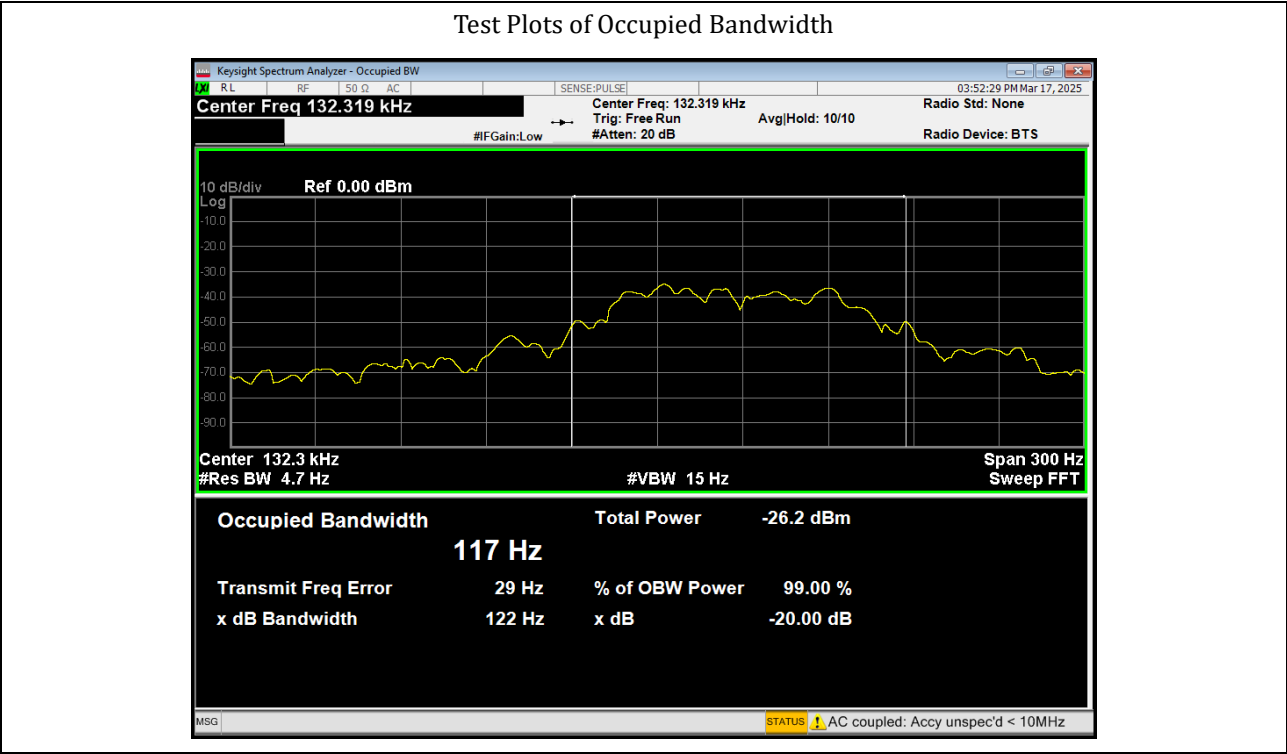 Test Plots of Occupied Bandwidth
Keysight Spectrum Analyzer - Occupied BW
LXI RL RF 50 Ω AC SENSE:PULSE 03:52:29 PM Mar 17, 2025
Center Freq 132.319 kHz Center Freq: 132.319 kHz Radio Std: None
Trig: Free Run Avg|Hold: 10/10
#IFGain:Low #Atten: 20 dB Radio Device: BTS
10 dB/div Ref 0.00 dBm
Log
-10.0
-20.0
-30.0
-40.0
-50.0
-60.0
-70.0
-80.0
-90.0
Center 132.3 kHz Span 300 Hz
#Res BW 4.7 Hz #VBW 15 Hz Sweep FFT
Occupied Bandwidth Total Power -26.2 dBm
117 Hz
Transmit Freq Error 29 Hz % of OBW Power 99.00 %
x dB Bandwidth 122 Hz x dB -20.00 dB
MSG STATUS AC coupled: Accy unspec'd < 10MHz